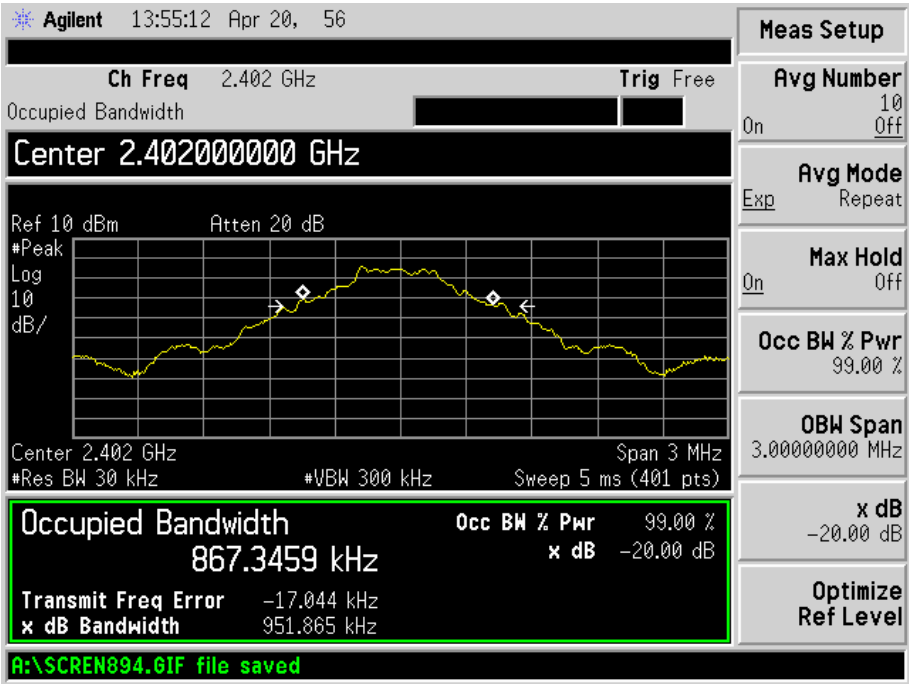 Agilent 13:55:12 Apr 20, 56
Ch Freq 2.402 GHz Trig Free
Occupied Bandwidth
Center 2.402000000 GHz
Ref 10 dBm Atten 20 dB
#Peak
Log
10
dB/
Center 2.402 GHz Span 3 MHz
#Res BW 30 kHz #VBW 300 kHz Sweep 5 ms (401 pts)
Occupied Bandwidth
867.3459 kHz
Occ BW % Pwr 99.00 %
x dB -20.00 dB
Transmit Freq Error -17.044 kHz
x dB Bandwidth 951.865 kHz
A:\SCREN894.GIF file saved
Meas Setup
Avg Number
10
On Off
Avg Mode
Exp Repeat
Max Hold
On Off
Occ BW % Pwr
99.00 %
OBW Span
3.00000000 MHz
x dB
-20.00 dB
Optimize
Ref Level